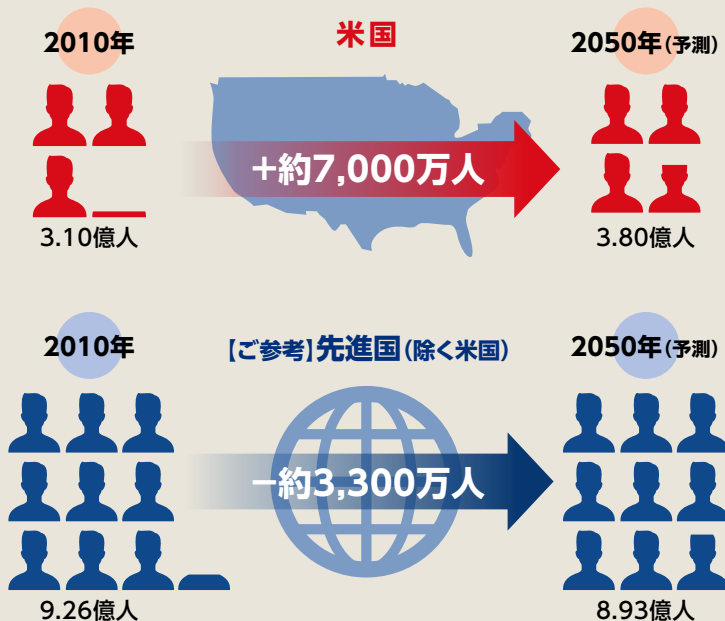 2010年
米国
2050年(予測)
+約7,000万人
3.10億人
3.80億人
2010年
【ご参考】先進国(除く米国)
2050年(予測)
-約3,300万人
9.26億人
8.93億人